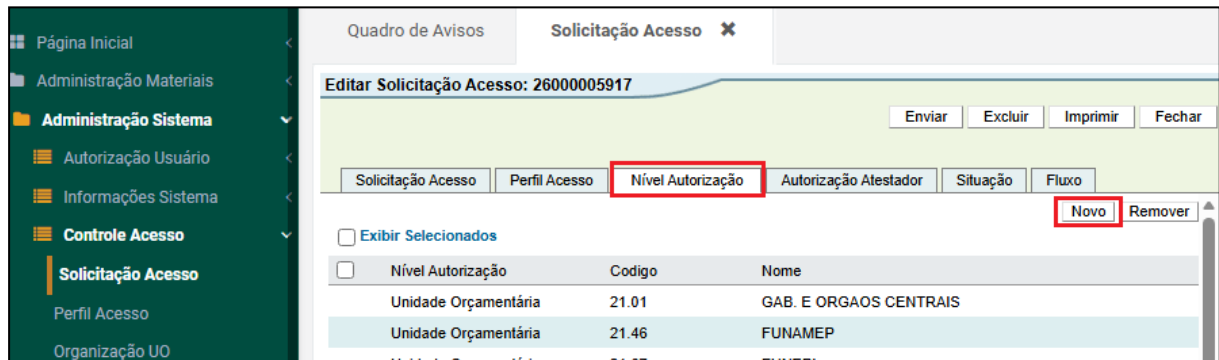 Página Inicial
Administração Materiais
Administração Sistema
Autorização Usuário
Informações Sistema
Controle Acesso
Solicitação Acesso
Perfil Acesso
Organização UO
Quadro de Avisos Solicitação Acesso ✖
Editar Solicitação Acesso: 26000005917
Enviar Excluir Imprimir Fechar
Solicitação Acesso Perfil Acesso Nível Autorização Autorização Atestador Situação Fluxo
Novo Remover
Exibir Selecionados
Nível Autorização Codigo Nome
Unidade Orçamentária 21.01 GAB. E ORGAOS CENTRAIS
Unidade Orçamentária 21.46 FUNAMEP